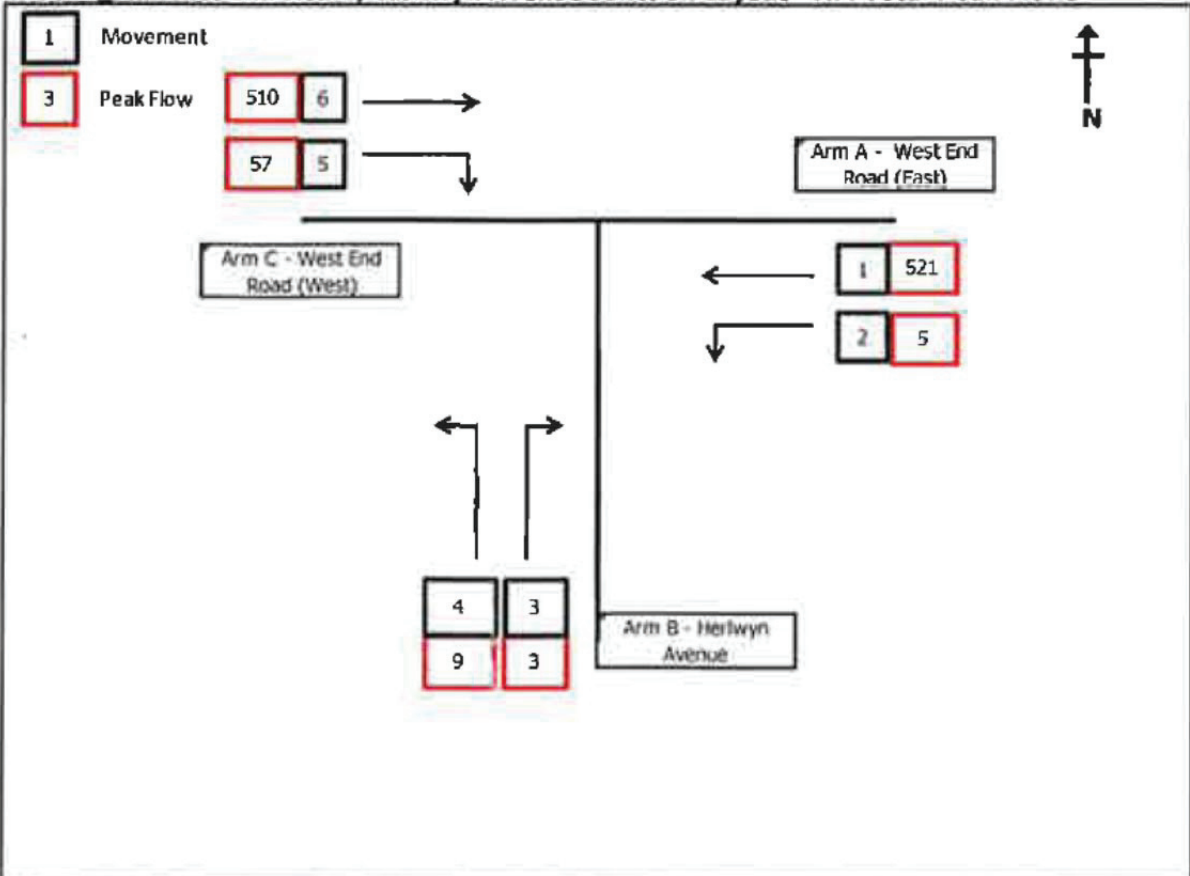 1 Movement
3 Peak Flow
510 6
57 5
N
Arm A - West End
Road (East)
Arm C - West End
Road (West)
1 521
2 5
4 3
9 3
Arm B - Herlwyn
Avenue